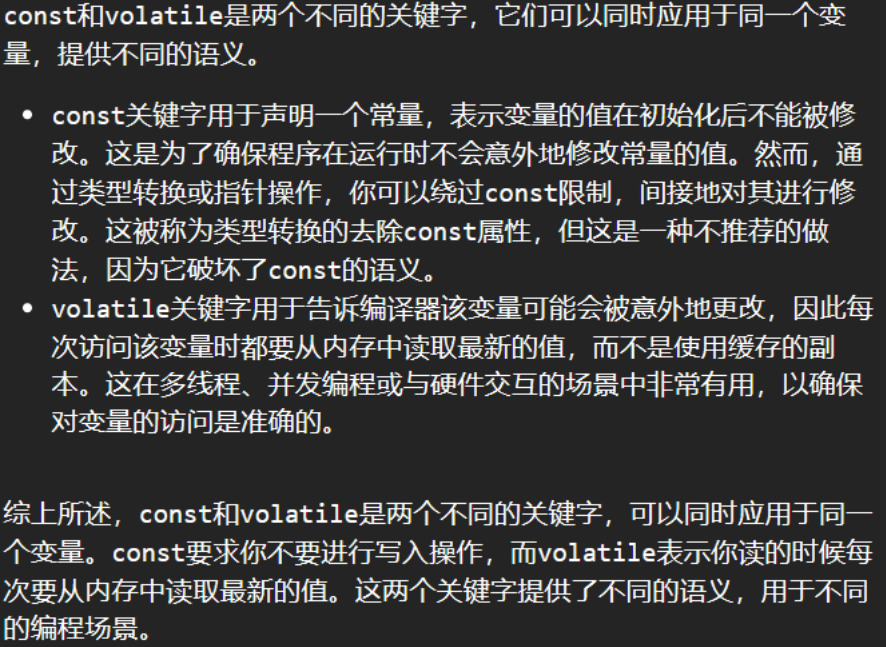 const和volatile是两个不同的关键字，它们可以同时应用于同一个变
量，提供不同的语义。
• const关键字用于声明一个常量，表示变量的值在初始化后不能被修
改。这是为了确保程序在运行时不会意外地修改常量的值。然而，通
过类型转换或指针操作，你可以绕过const限制，间接地对其进行修
改。这被称为类型转换的去除const属性，但这是一种不推荐的做
法，因为它破坏了const的语义。
• volatile关键字用于告诉编译器该变量可能会被意外地更改，因此每
次访问该变量时都要从内存中读取最新的值，而不是使用缓存的副
本。这在多线程、并发编程或与硬件交互的场景中非常有用，以确保
对变量的访问是准确的。
综上所述，const和volatile是两个不同的关键字，可以同时应用于同一
个变量。const要求你不要进行写入操作，而volatile表示你读的时候每
次要从内存中读取最新的值。这两个关键字提供了不同的语义，用于不同
的编程场景。